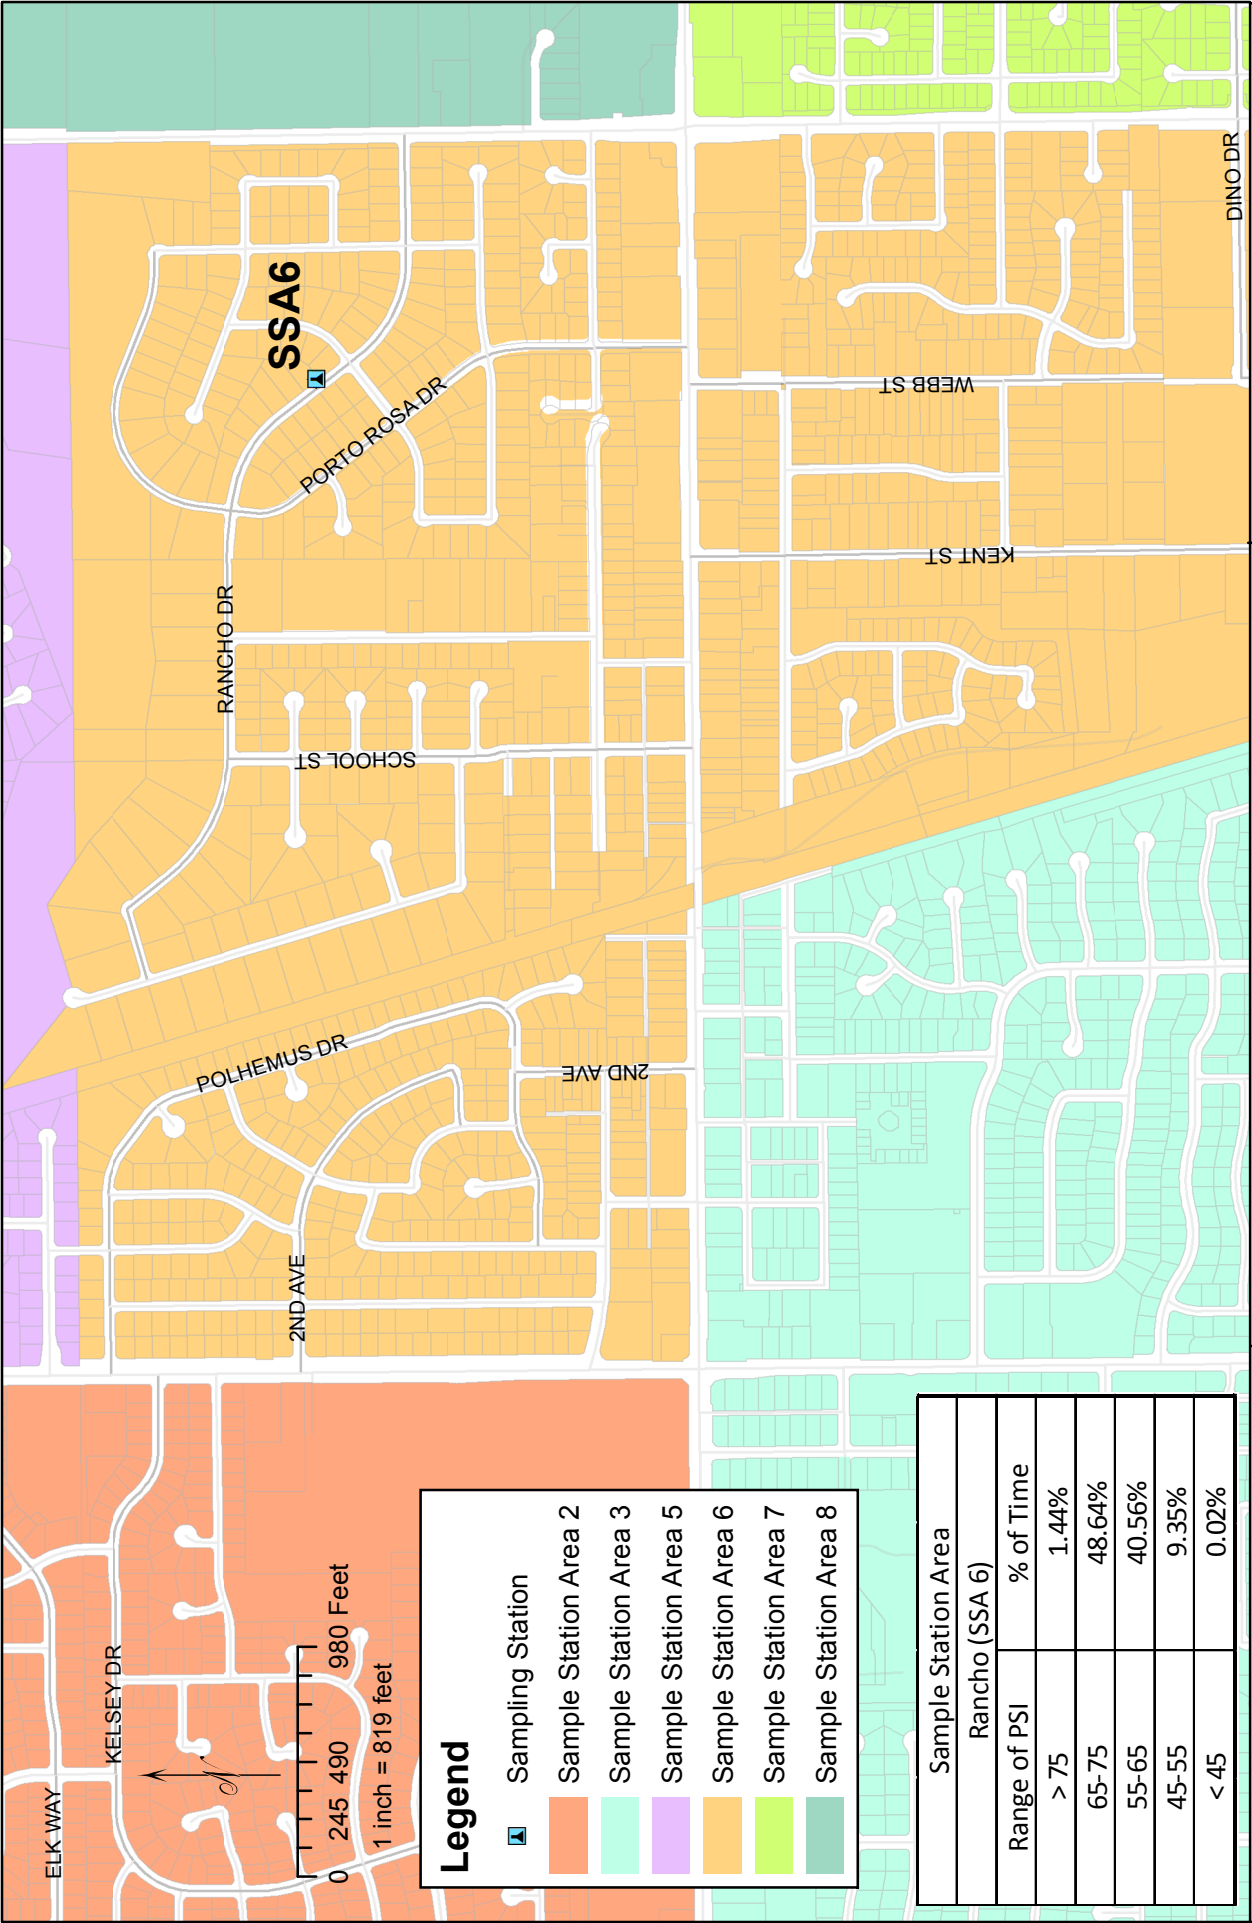 SSA6
PORTO ROSA DR
RANCHO DR
SCHOOL ST
WEBB ST
KENT ST
DINO DR
POLHEMUS DR
2ND AVE
2ND AVE
ELK WAY
KELSEY DR
N
0 245 490 980 Feet
1 inch = 819 feet
Legend
Sampling Station
Sample Station Area 2
Sample Station Area 3
Sample Station Area 5
Sample Station Area 6
Sample Station Area 7
Sample Station Area 8
Sample Station Area
Rancho (SSA 6)
Range of PSI % of Time
> 75 1.44%
65-75 48.64%
55-65 40.56%
45-55 9.35%
< 45 0.02%